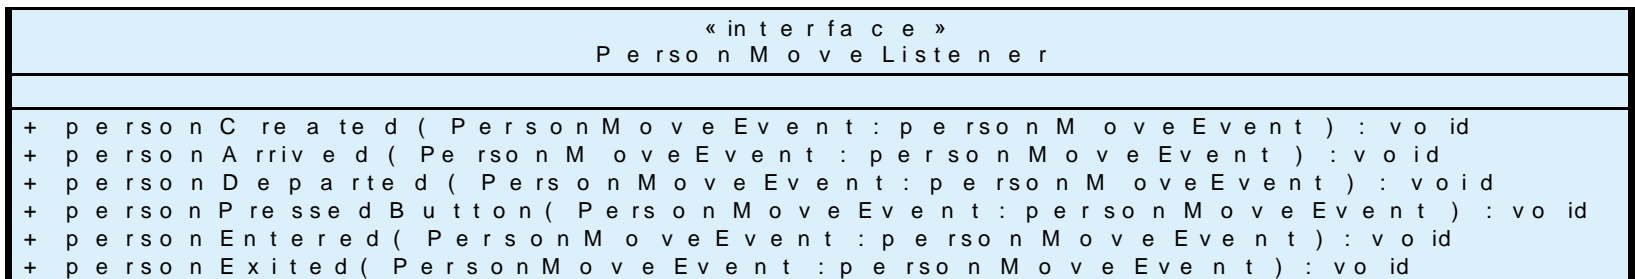 «interface»
PersonMoveListener
+ personCreated( PersonMoveEvent : personMoveEvent ) : void
+ personArrived( PersonMoveEvent : personMoveEvent ) : void
+ personDeparted( PersonMoveEvent : personMoveEvent ) : void
+ personPressedButton( PersonMoveEvent : personMoveEvent ) : void
+ personEntered( PersonMoveEvent : personMoveEvent ) : void
+ personExited( PersonMoveEvent : personMoveEvent ) : void